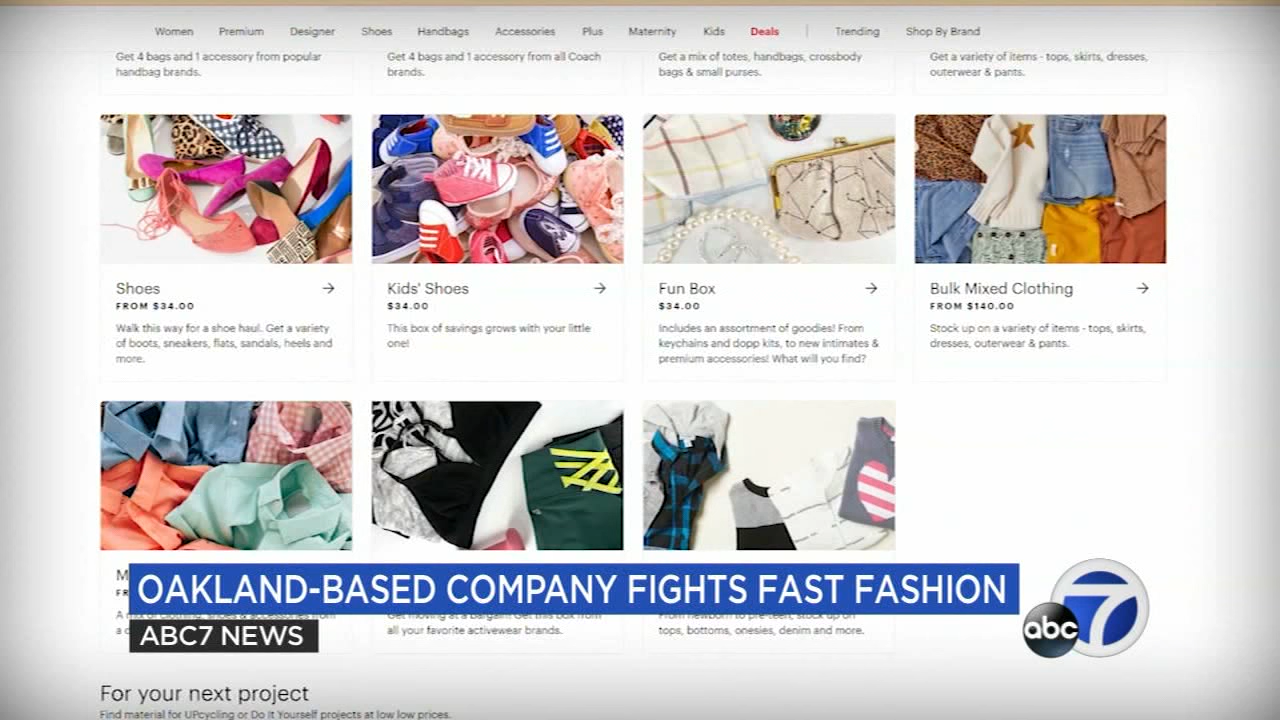 Women Premium Designer Shoes Handbags Accessories Plus Maternity Kids Deals Trending Shop By Brand
Get 4 bags and 1 accessory from popular
handbag brands.
Get 4 bags and 1 accessory from all Coach
brands.
Get a mix of totes, handbags, crossbody
bags & small purses.
Get a variety of items - tops, skirts, dresses,
outerwear & pants.
Shoes
FROM $34.00
Walk this way for a shoe haul. Get a variety
of boots, sneakers, flats, sandals, heels and
more.
Kids' Shoes
$34.00
This box of savings grows with your little
one!
Fun Box
$34.00
Includes an assortment of goodies! From
keychains and dopp kits, to new intimates &
premium accessories! What will you find?
Bulk Mixed Clothing
FROM $140.00
Stock up on a variety of items - tops, skirts,
dresses, outerwear & pants.
OAKLAND-BASED COMPANY FIGHTS FAST FASHION
ABC7 NEWS
abc 7
A mix of clothing, shoes & accessories from
Get moving at a bargain! Get this box from
all your favorite activewear brands.
From newborn to pre-teen, stock up on
tops, bottoms, onesies, denim and more.
For your next project
Find material for UPcycling or Do It Yourself projects at low low prices.